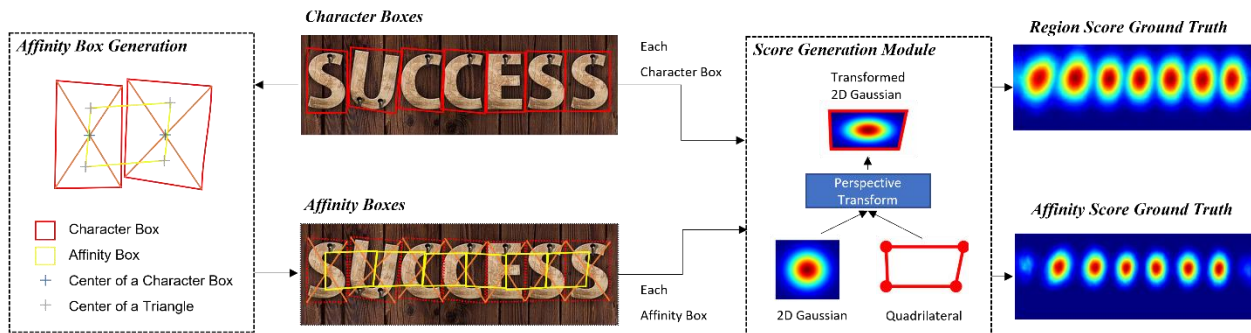 Affinity Box Generation
Character Box
Affinity Box
Center of a Character Box
Center of a Triangle
Character Boxes
SUCCESS
Affinity Boxes
SUCCESS
Each
Character Box
Each
Affinity Box
Score Generation Module
Transformed
2D Gaussian
Perspective
Transform
2D Gaussian
Quadrilateral
Region Score Ground Truth
Affinity Score Ground Truth